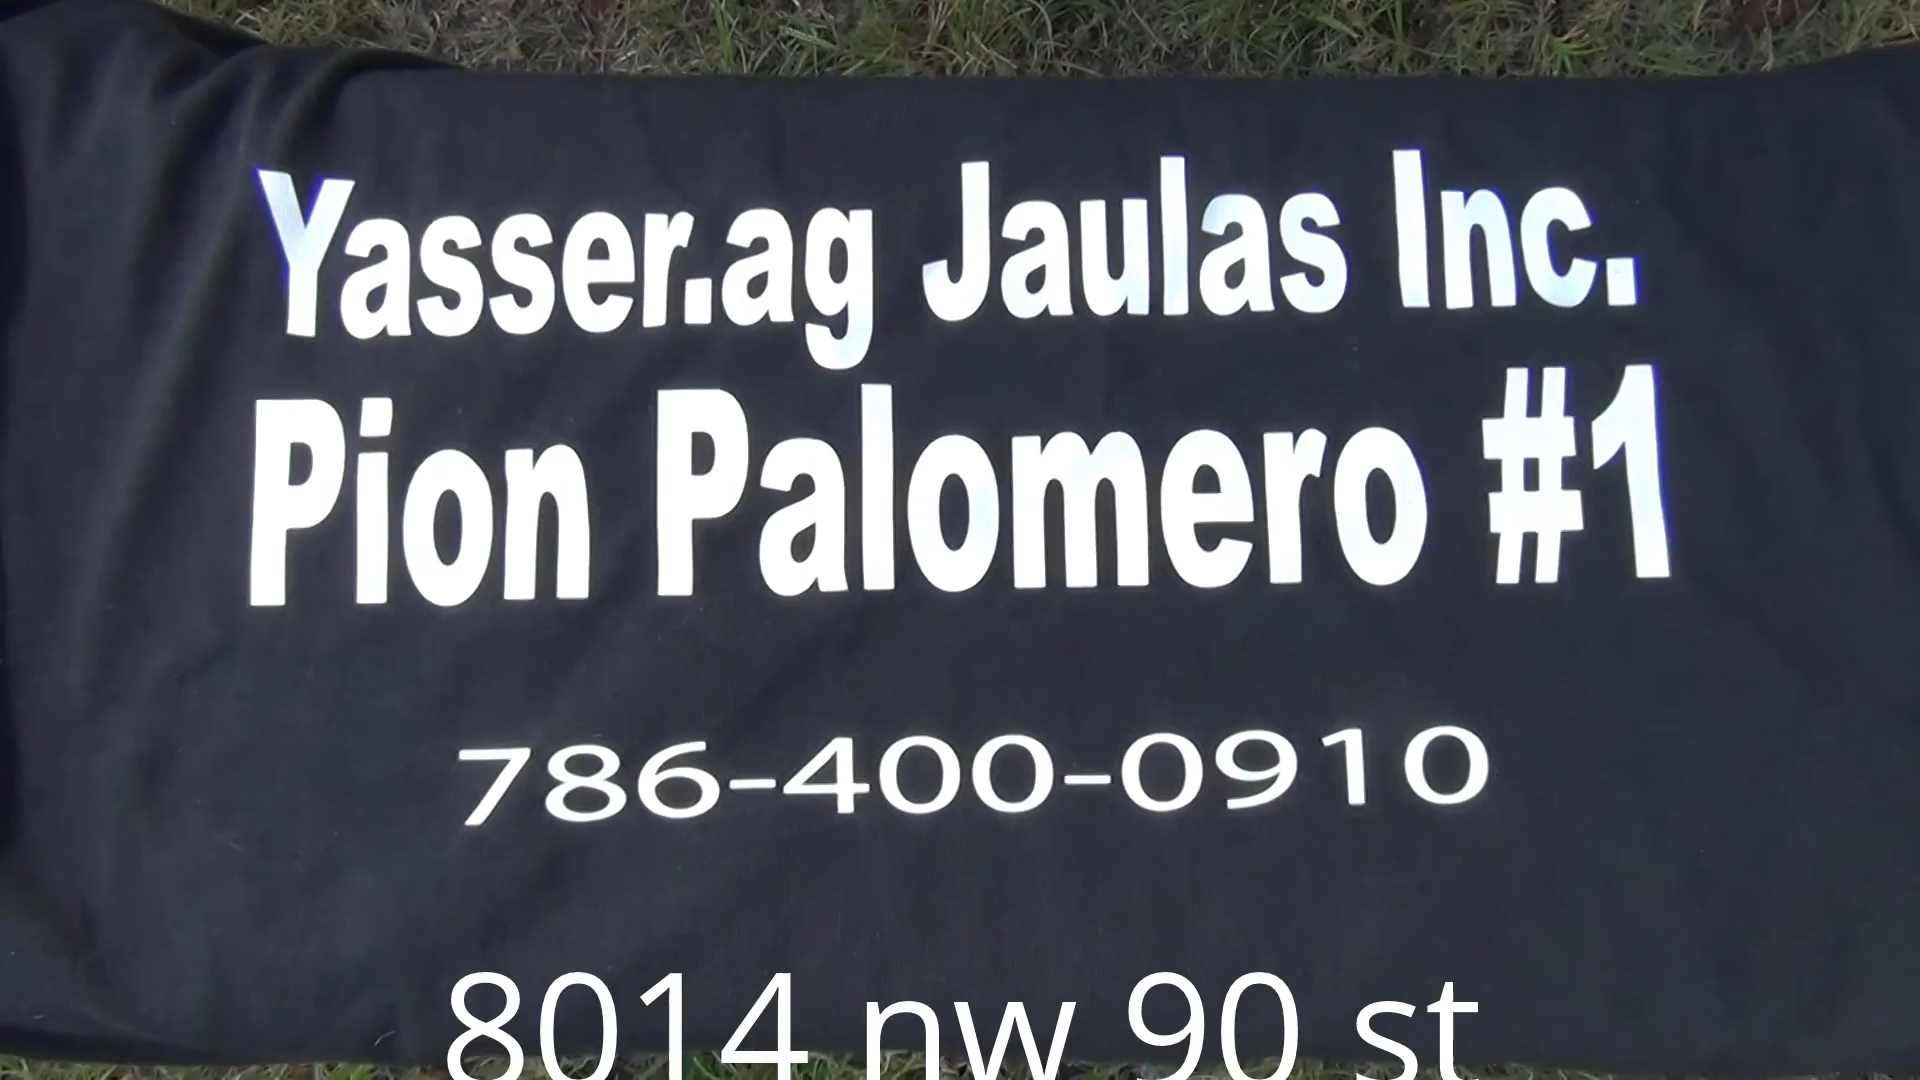 Yasser.ag Jaulas Inc.
Pion Palomero #1
786-400-0910
8014 nw 90 st